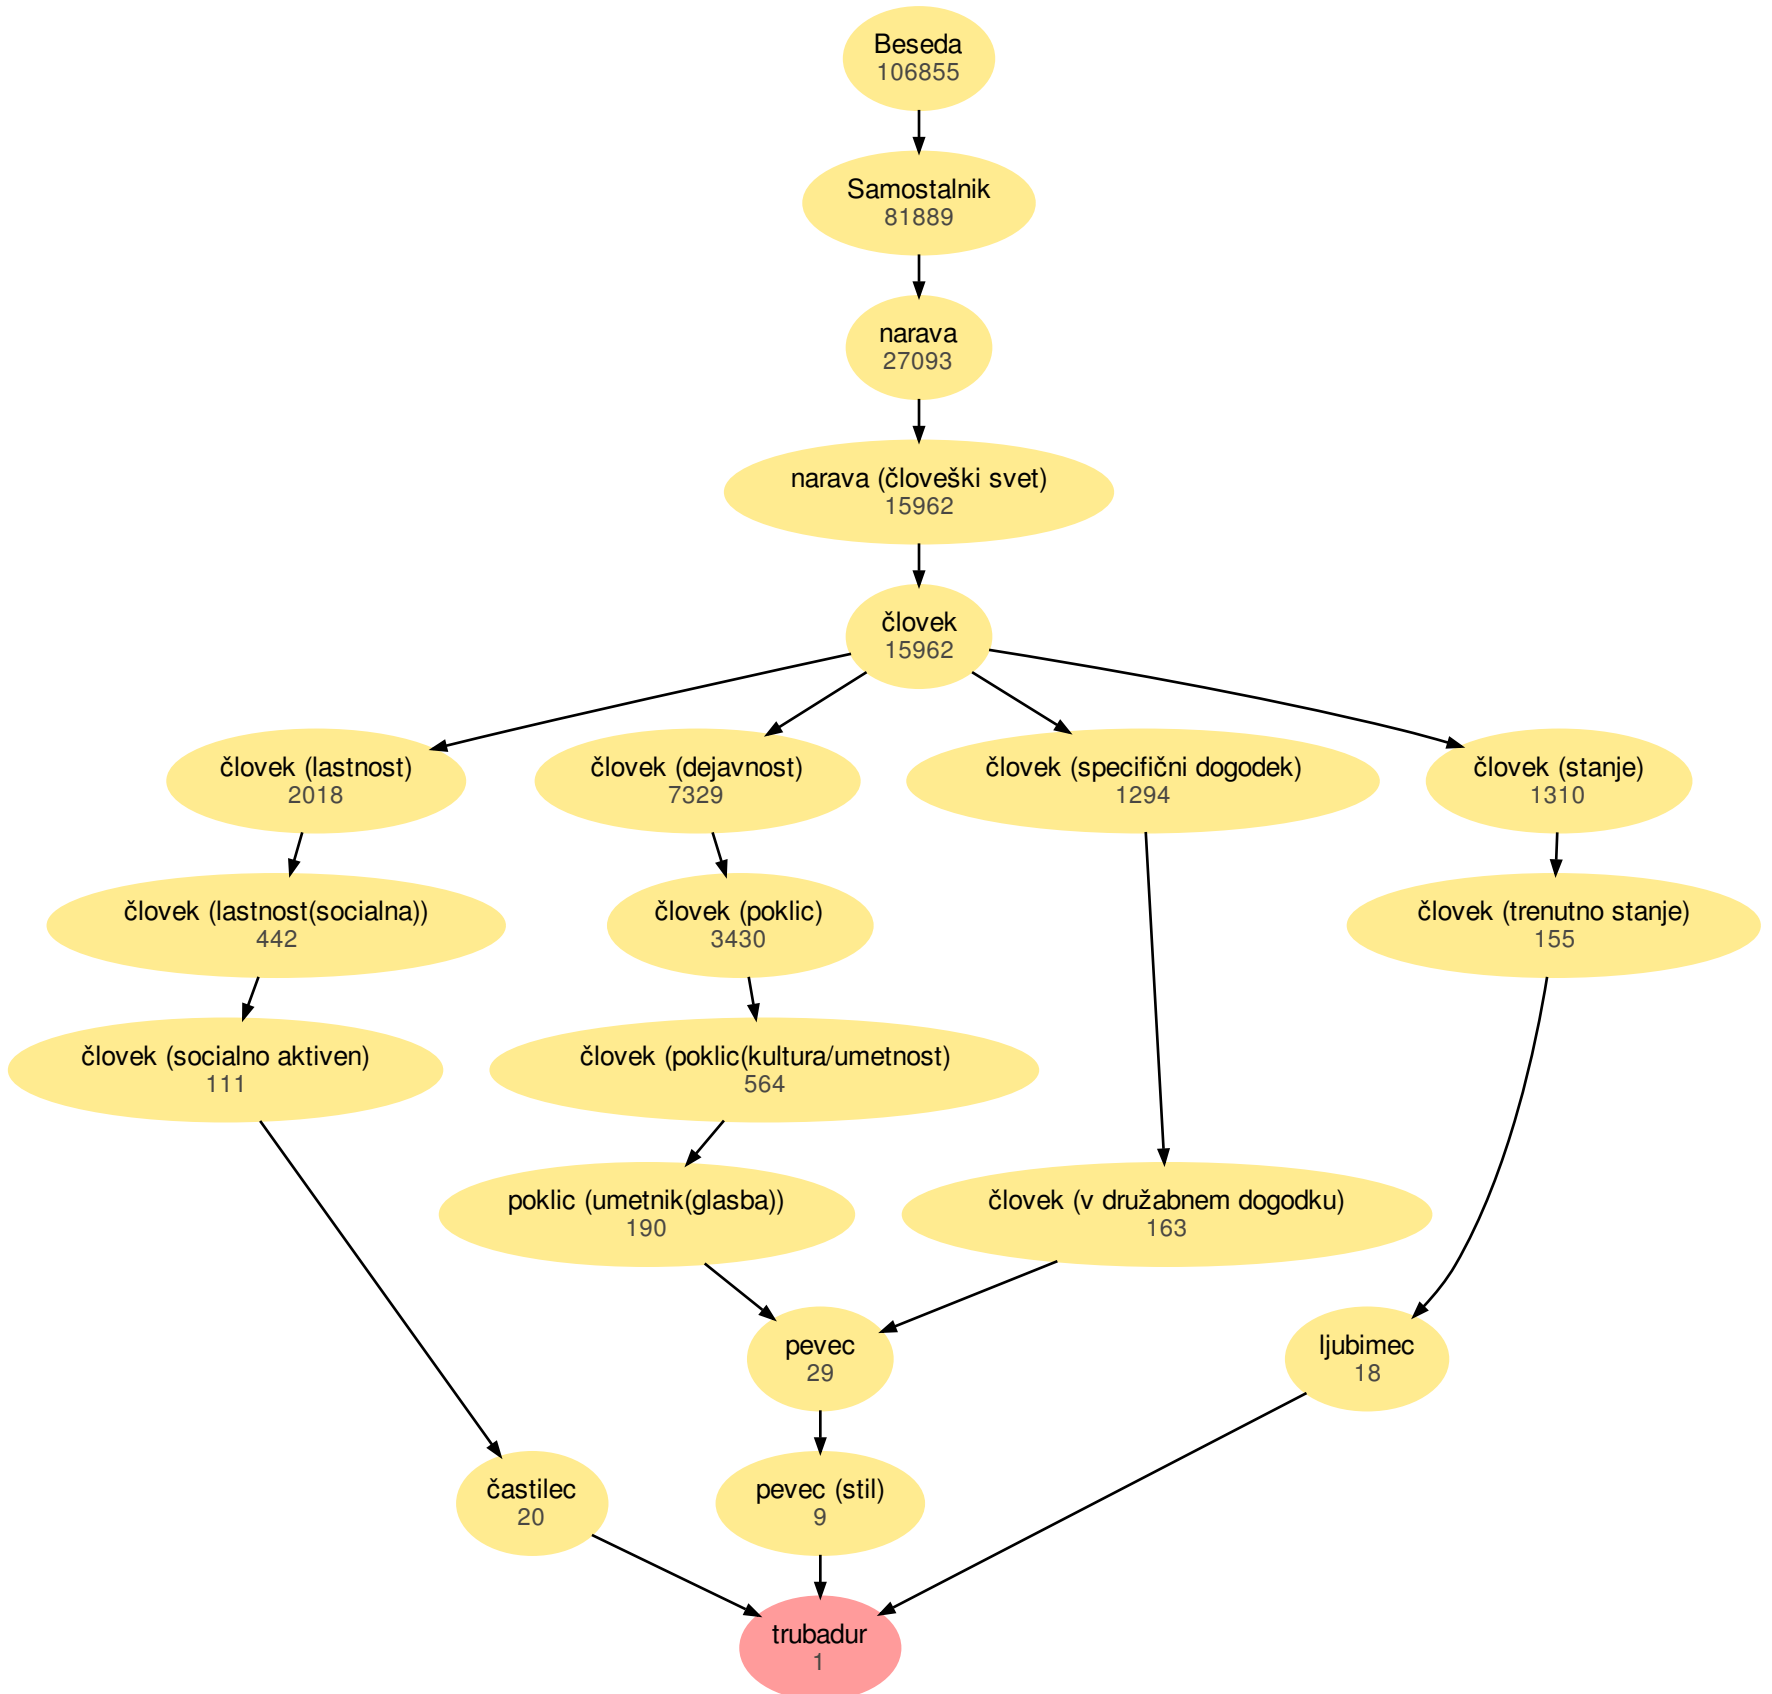 Beseda
106855
Samostalnik
81889
narava
27093
narava (človeški svet)
15962
človek
15962
človek (lastnost)
2018
človek (dejavnost)
7329
človek (specifični dogodek)
1294
človek (stanje)
1310
človek (lastnost(socialna))
442
človek (poklic)
3430
človek (trenutno stanje)
155
človek (socialno aktiven)
111
človek (poklic(kultura/umetnost)
564
poklic (umetnik(glasba))
190
človek (v družabnem dogodku)
163
pevec
29
ljubimec
18
častilec
20
pevec (stil)
9
trubadur
1